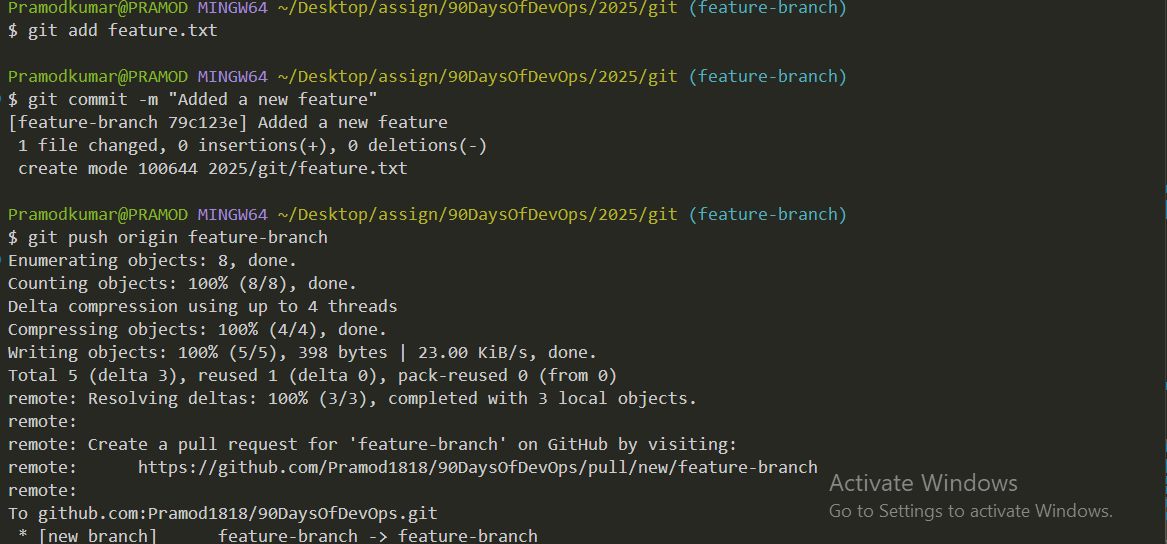 Pramodkumar@PRAMOD MINGW64 ~/Desktop/assign/90DaysOfDevOps/2025/git (feature-branch)
$ git add feature.txt
Pramodkumar@PRAMOD MINGW64 ~/Desktop/assign/90DaysOfDevOps/2025/git (feature-branch)
$ git commit -m "Added a new feature"
[feature-branch 79c123e] Added a new feature
 1 file changed, 0 insertions(+), 0 deletions(-)
 create mode 100644 2025/git/feature.txt
Pramodkumar@PRAMOD MINGW64 ~/Desktop/assign/90DaysOfDevOps/2025/git (feature-branch)
$ git push origin feature-branch
Enumerating objects: 8, done.
Counting objects: 100% (8/8), done.
Delta compression using up to 4 threads
Compressing objects: 100% (4/4), done.
Writing objects: 100% (5/5), 398 bytes | 23.00 KiB/s, done.
Total 5 (delta 3), reused 1 (delta 0), pack-reused 0 (from 0)
remote: Resolving deltas: 100% (3/3), completed with 3 local objects.
remote:
remote: Create a pull request for 'feature-branch' on GitHub by visiting:
remote:      https://github.com/Pramod1818/90DaysOfDevOps/pull/new/feature-branch
remote:
To github.com:Pramod1818/90DaysOfDevOps.git
 * [new branch]      feature-branch -> feature-branch
Activate Windows
Go to Settings to activate Windows.